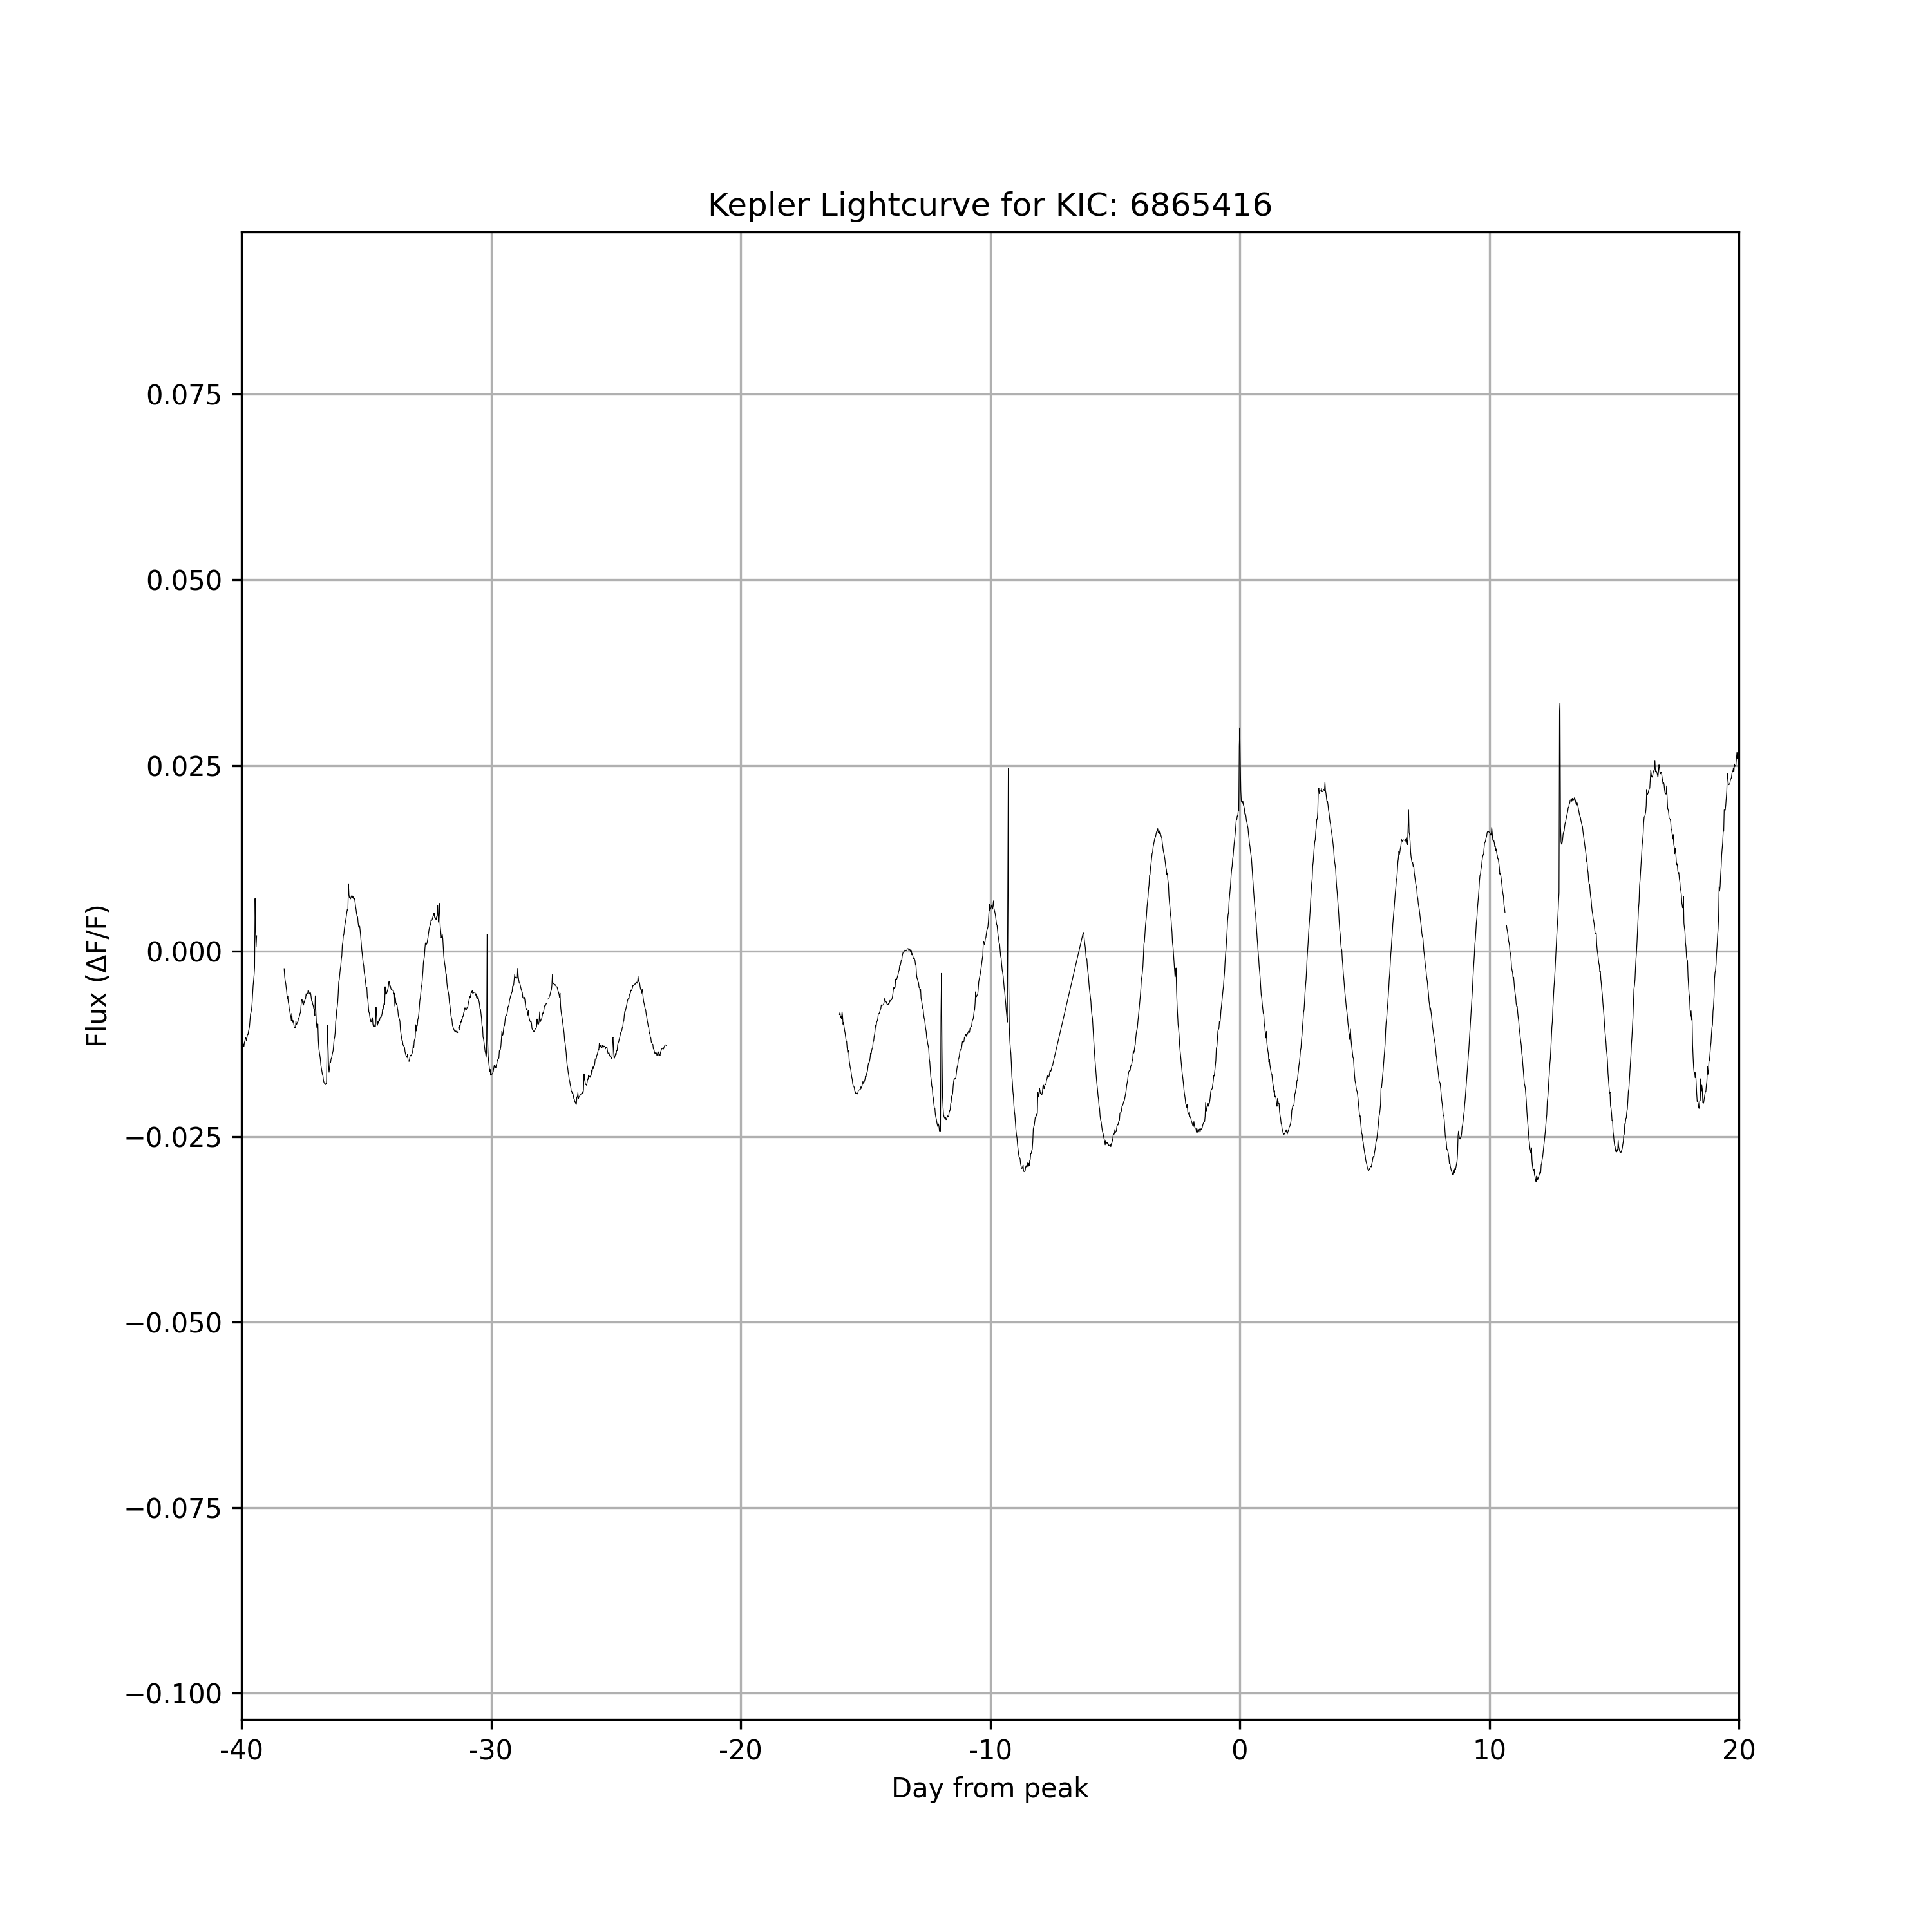 Kepler Lightcurve for KIC: 6865416
Flux (ΔF/F)
0.075
0.050
0.025
0.000
−0.025
−0.050
−0.075
−0.100
-40 -30 -20 -10 0 10 20
Day from peak